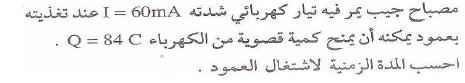 مصباح جيب يمر فيه تيار كهربائي شدته I = 60mA عند تغذيته
بعمود يمكنه أن يمنح كمية قصوية من الكهرباء Q = 84 C .
احسب المدة الزمنية لاشتغال العمود .